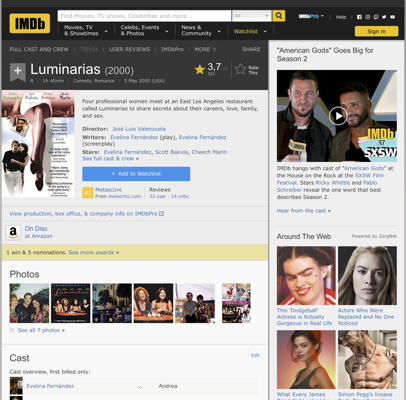 IMDb
Find Movies, TV shows, Celebrities and more...
All
IMDbPro
Help
Movies, TV
& Showtimes
Celebs, Events
& Photos
News &
Community
Watchlist
Sign in
FULL CAST AND CREW
TRIVIA
USER REVIEWS
IMDbPro
MORE
SHARE
Luminarias (2000)
3,7
Rate
This
R
1h 40min
Comedy, Romance
5 May 2000 (USA)
Four professional women meet at an East Los Angeles restaurant
called Luminarias to share secrets about their careers, love, family,
and sex.
Director: José Luis Valenzuela
Writers: Evelina Fernández (play), Evelina Fernández
(screenplay)
Stars: Evelina Fernández, Scott Bakula, Cheech Marin
See full cast & crew »
+ Add to Watchlist
Metascore
From metacritic.com
Reviews
33 user
14 critic
View production, box office, & company info on IMDbPro
On Disc
at Amazon
1 win & 5 nominations. See more awards »
Photos
See all 7 photos »
Cast
Edit
Cast overview, first billed only:
Evelina Fernández
...
Andrea
"American Gods" Goes Big for
Season 2
IMDb
AT
SXSW
IMDb hangs with cast of "American Gods" at
the House on the Rock at the SXSW Film
Festival. Stars Ricky Whittle and Pablo
Schreiber reveal the one word that best
describes Season 2.
Hear from the cast »
Around The Web
Powered by ZergNet
This 'Dodgeball'
Actress is Actually
Gorgeous in Real Life
Actors Who Were
Replaced and No One
Noticed
What Every James
Simon Pegg's Insane